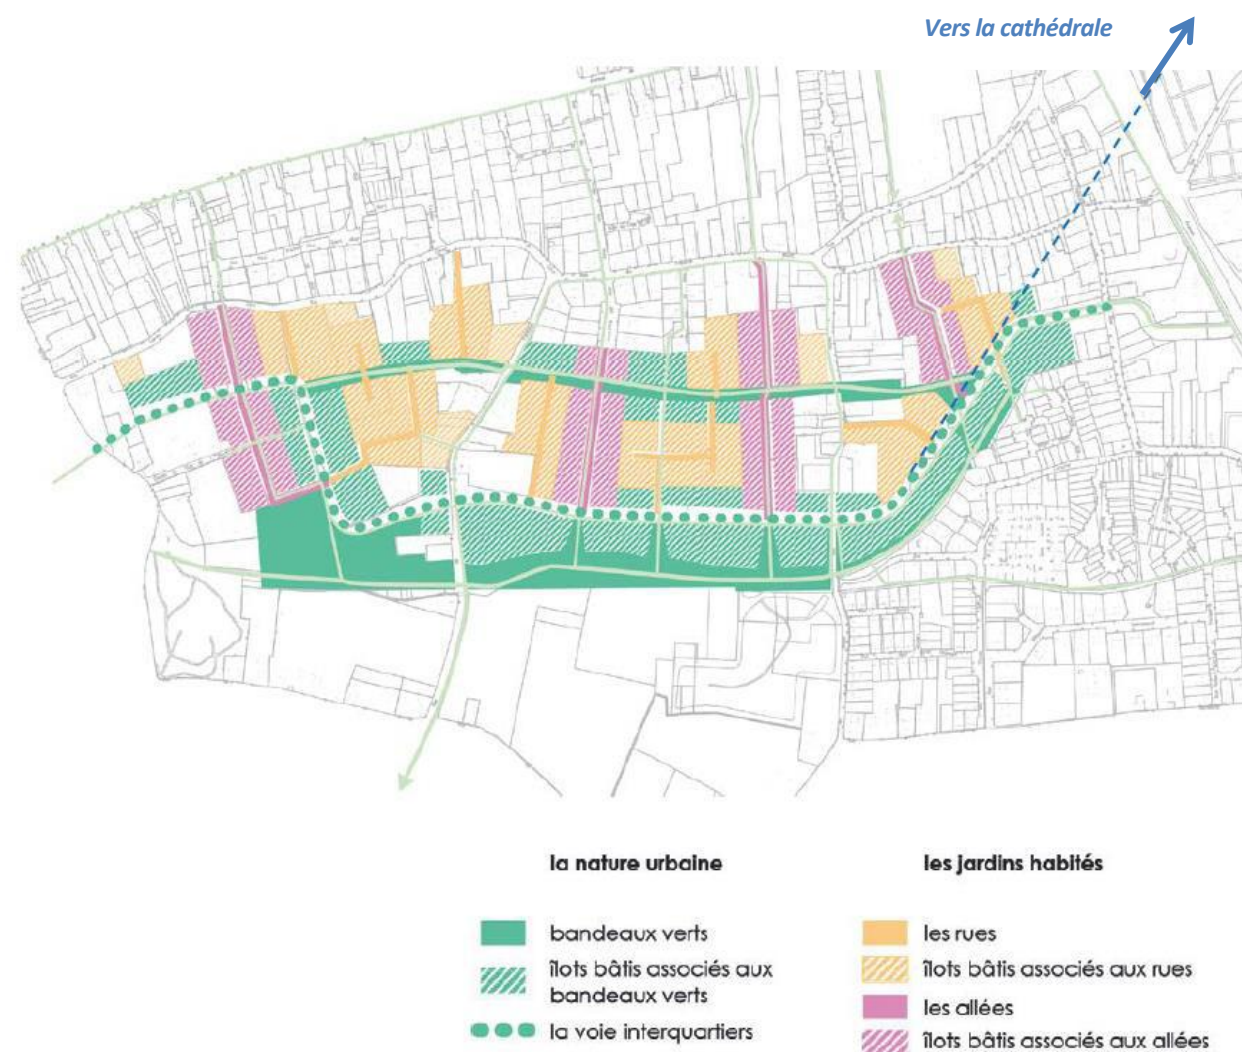 Vers la cathédrale
la nature urbaine
bandeaux verts
îlots bâtis associés aux
bandeaux verts
la voie interquartiers
les jardins habités
les rues
îlots bâtis associés aux rues
les allées
îlots bâtis associés aux allées